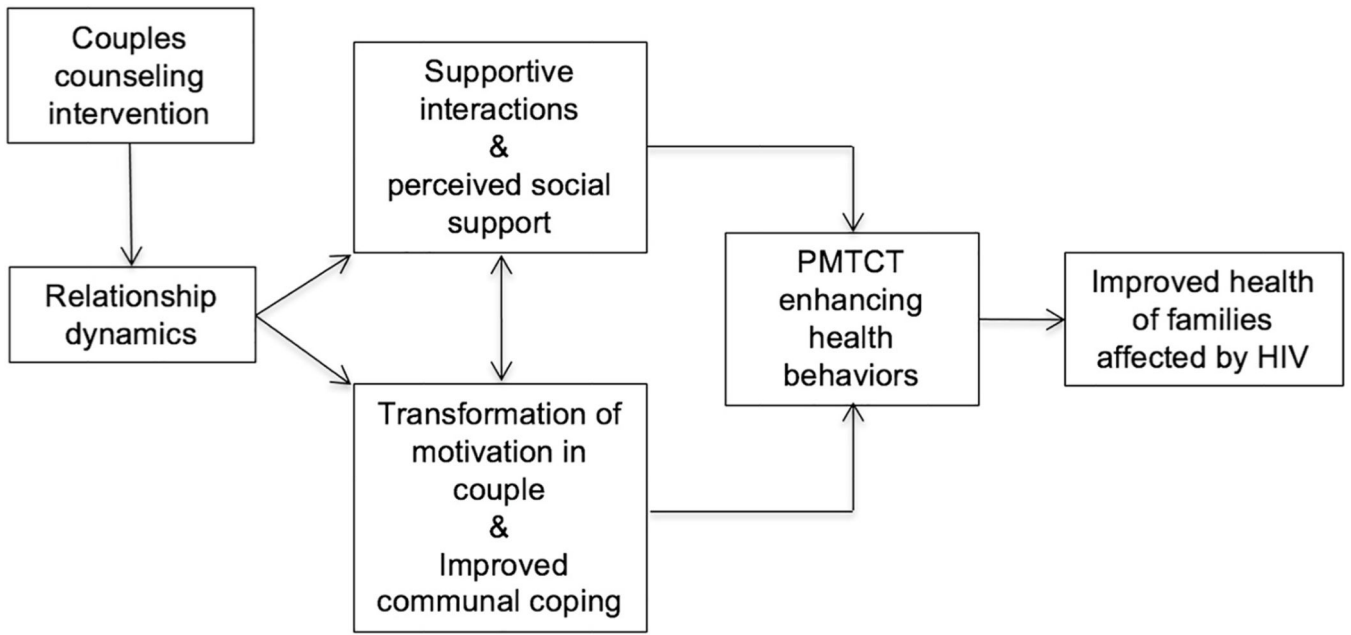 Couples
counseling
intervention
Relationship
dynamics
Supportive
interactions
&
perceived social
support
Transformation of
motivation in
couple
&
Improved
communal coping
PMTCT
enhancing
health
behaviors
Improved health
of families
affected by HIV